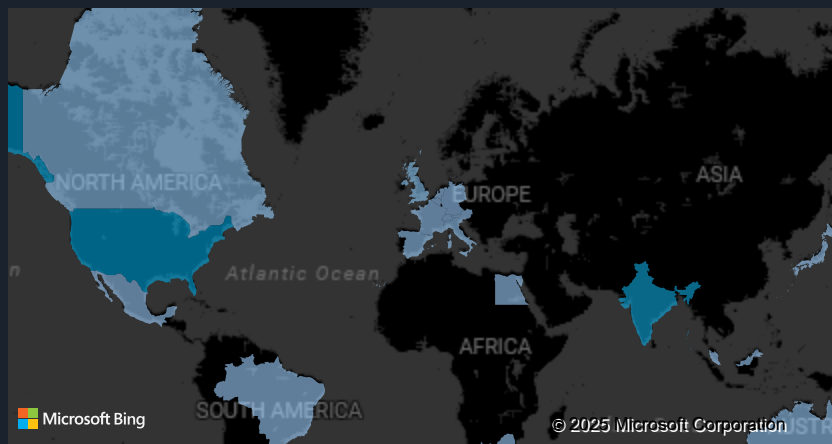 NORTH AMERICA
EUROPE
ASIA
n
Atlantic Ocean
AFRICA
SOUTH AMERICA
Microsoft Bing
© 2025 Microsoft Corporation